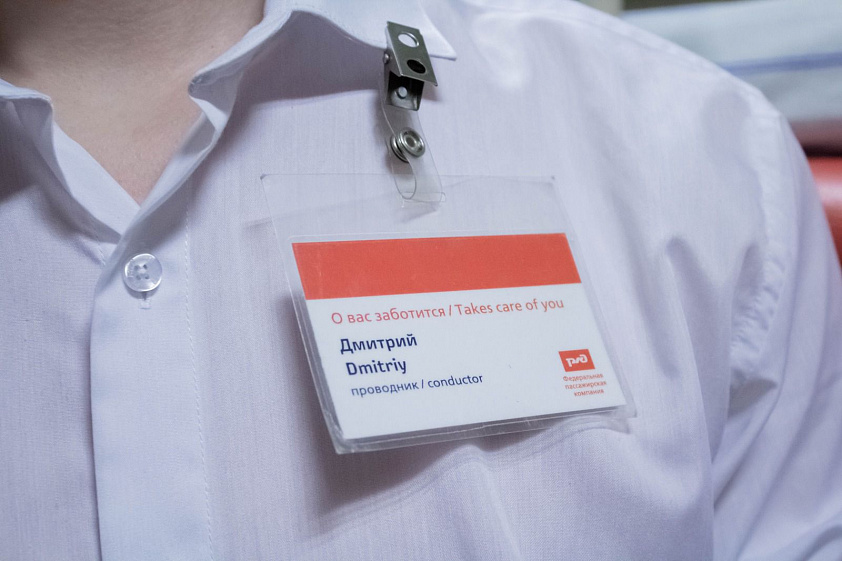 О вас заботится / Takes care of you
Дмитрий
Dmitriy
проводник / conductor
ржд
Федеральная
пассажирская
компания